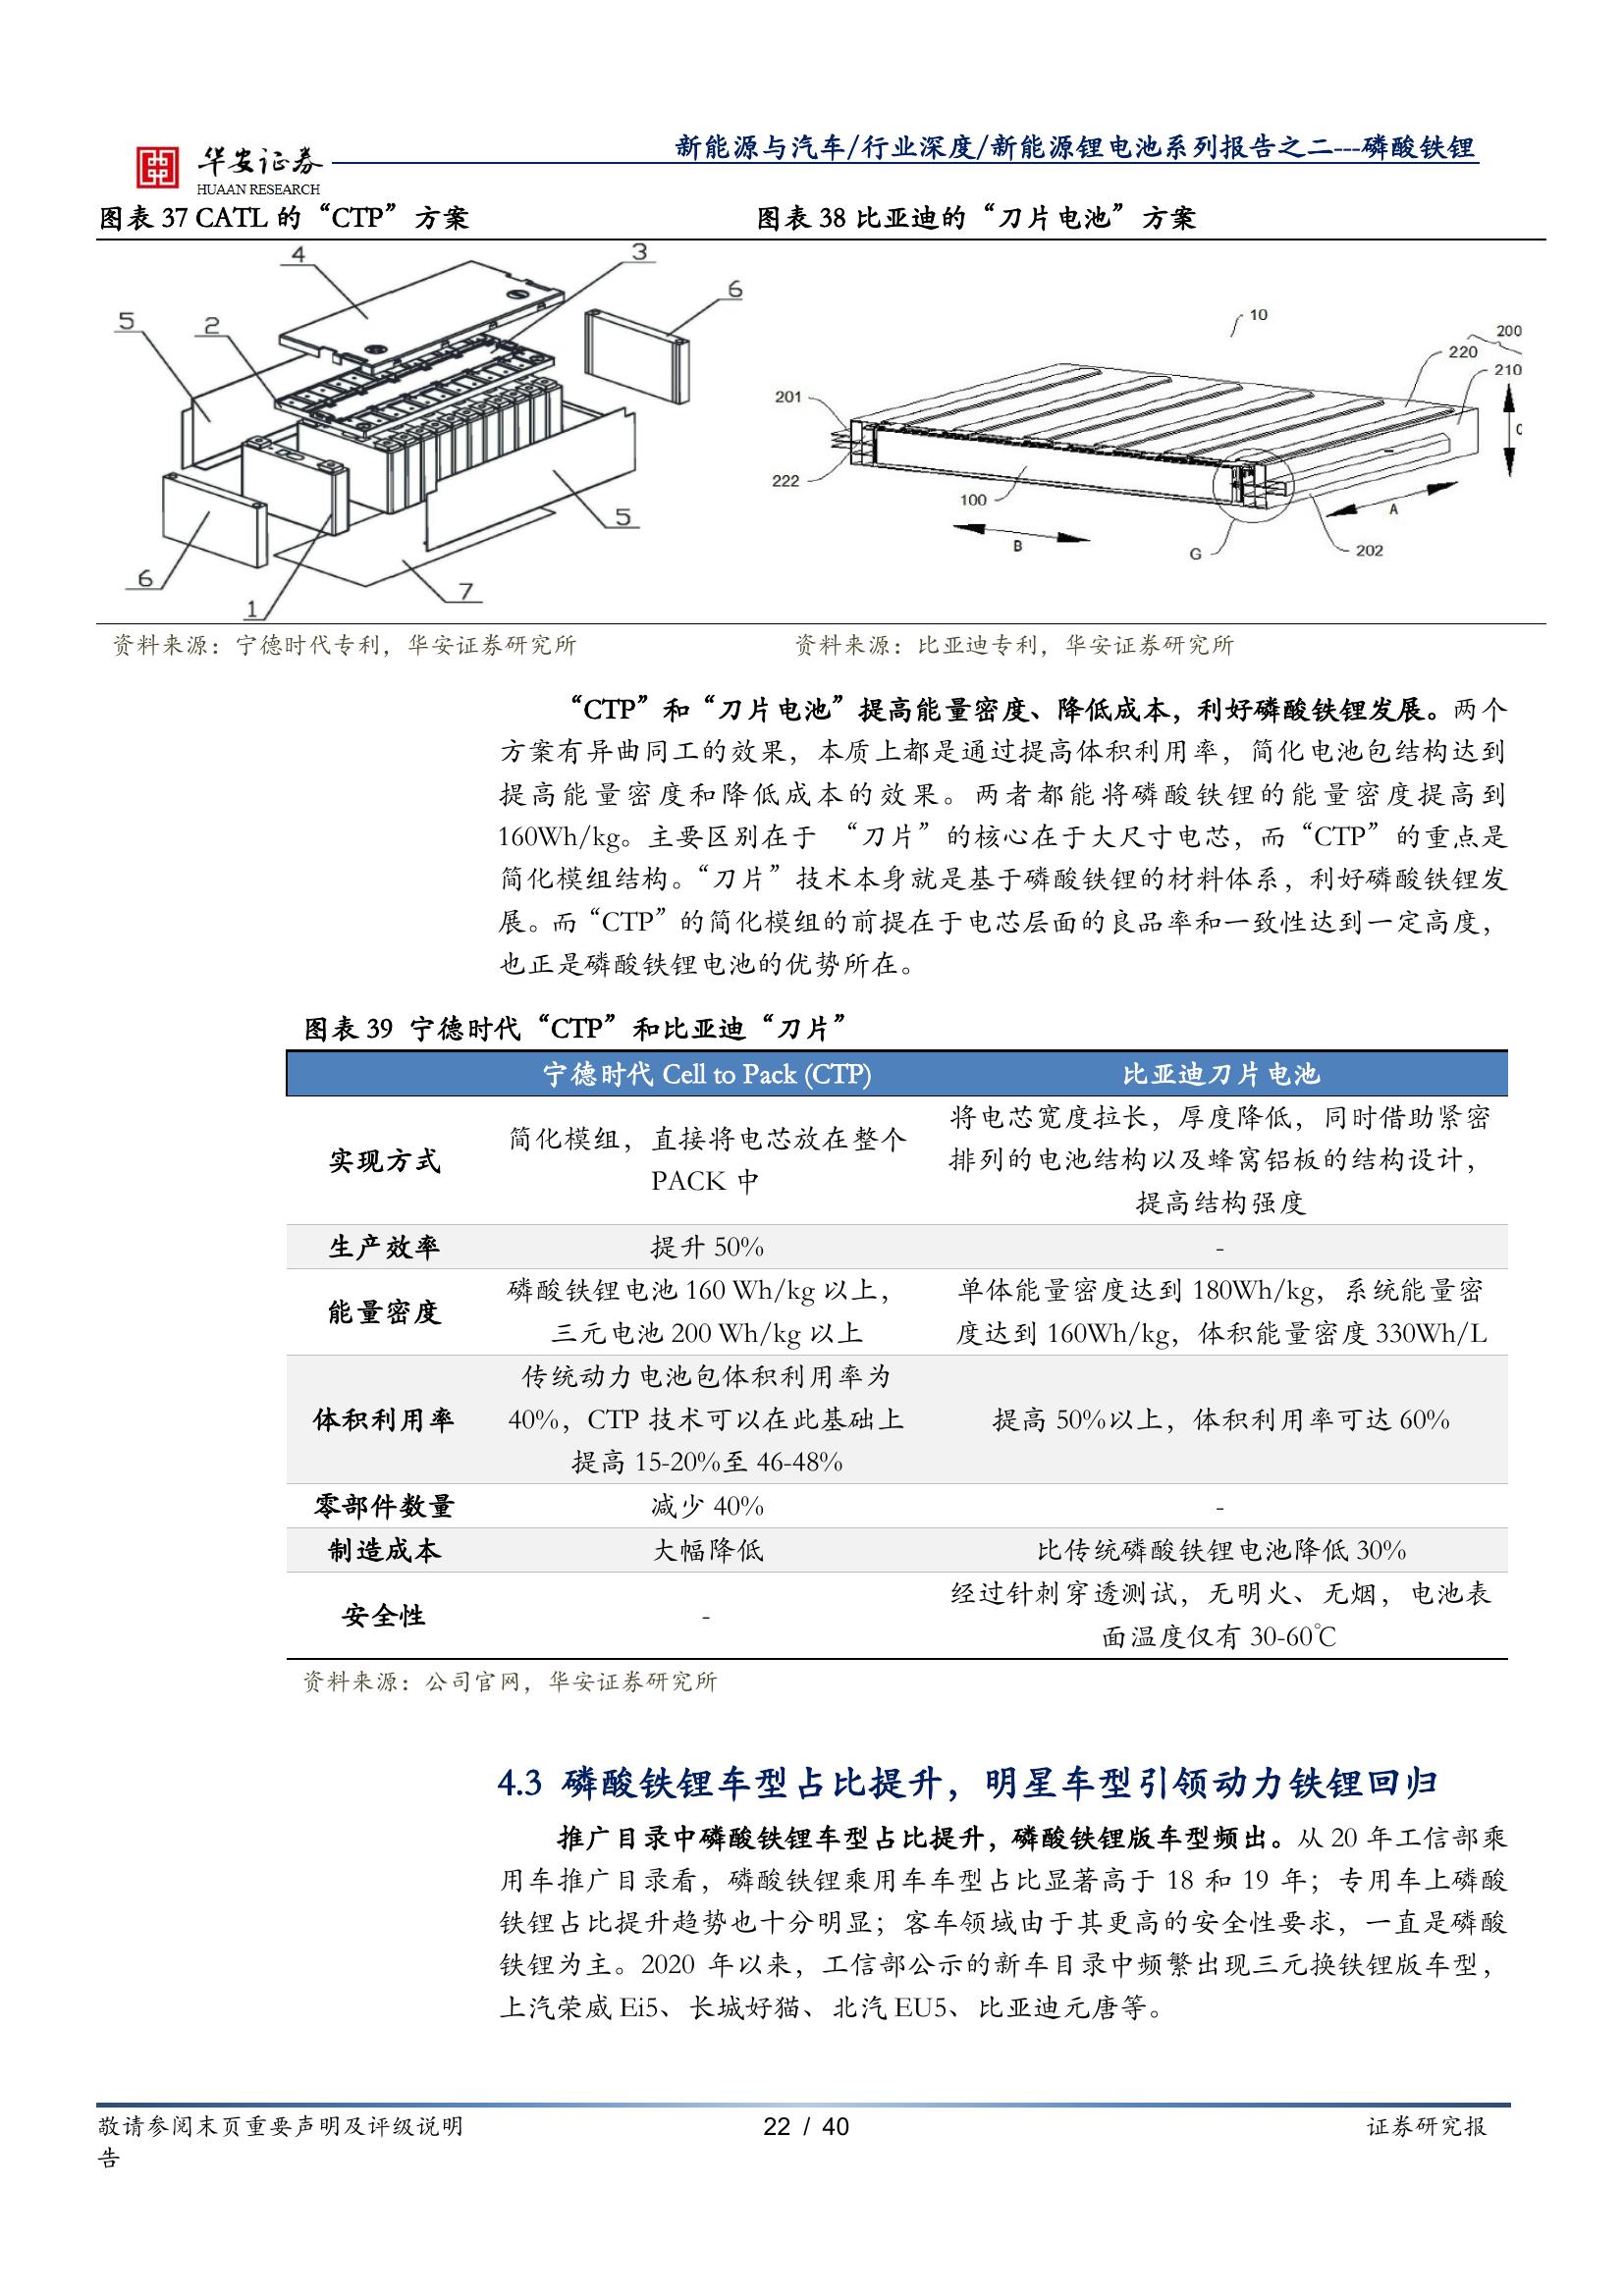 华安证券
HUAAN RESEARCH
新能源与汽车/行业深度/新能源锂电池系列报告之二---磷酸铁锂
图表 37 CATL 的“CTP”方案
图表 38 比亚迪的“刀片电池”方案
4
3
6
5
2
5
6
1
7
10
200
220
210
201
C
222
100
A
B
G
202
资料来源：宁德时代专利，华安证券研究所
资料来源：比亚迪专利，华安证券研究所
“CTP”和“刀片电池”提高能量密度、降低成本，利好磷酸铁锂发展。两个
方案有异曲同工的效果，本质上都是通过提高体积利用率，简化电池包结构达到
提高能量密度和降低成本的效果。两者都能将磷酸铁锂的能量密度提高到
160Wh/kg。主要区别在于 “刀片”的核心在于大尺寸电芯，而“CTP”的重点是
简化模组结构。“刀片”技术本身就是基于磷酸铁锂的材料体系，利好磷酸铁锂发
展。而“CTP”的简化模组的前提在于电芯层面的良品率和一致性达到一定高度，
也正是磷酸铁锂电池的优势所在。
图表 39 宁德时代“CTP”和比亚迪“刀片”
宁德时代 Cell to Pack (CTP)
比亚迪刀片电池
实现方式
简化模组，直接将电芯放在整个
PACK 中
将电芯宽度拉长，厚度降低，同时借助紧密
排列的电池结构以及蜂窝铝板的结构设计，
提高结构强度
生产效率
提升 50%
-
能量密度
磷酸铁锂电池 160 Wh/kg 以上，
三元电池 200 Wh/kg 以上
单体能量密度达到 180Wh/kg，系统能量密
度达到 160Wh/kg，体积能量密度 330Wh/L
体积利用率
传统动力电池包体积利用率为
40%，CTP 技术可以在此基础上
提高 15-20%至 46-48%
提高 50%以上，体积利用率可达 60%
零部件数量
减少 40%
-
制造成本
大幅降低
比传统磷酸铁锂电池降低 30%
安全性
-
经过针刺穿透测试，无明火、无烟，电池表
面温度仅有 30-60℃
资料来源：公司官网，华安证券研究所
4.3 磷酸铁锂车型占比提升，明星车型引领动力铁锂回归
推广目录中磷酸铁锂车型占比提升，磷酸铁锂版车型频出。从 20 年工信部乘
用车推广目录看，磷酸铁锂乘用车车型占比显著高于 18 和 19 年；专用车上磷酸
铁锂占比提升趋势也十分明显；客车领域由于其更高的安全性要求，一直是磷酸
铁锂为主。2020 年以来，工信部公示的新车目录中频繁出现三元换铁锂版车型，
上汽荣威 Ei5、长城好猫、北汽 EU5、比亚迪元唐等。
敬请参阅末页重要声明及评级说明
22 / 40
证券研究报
告